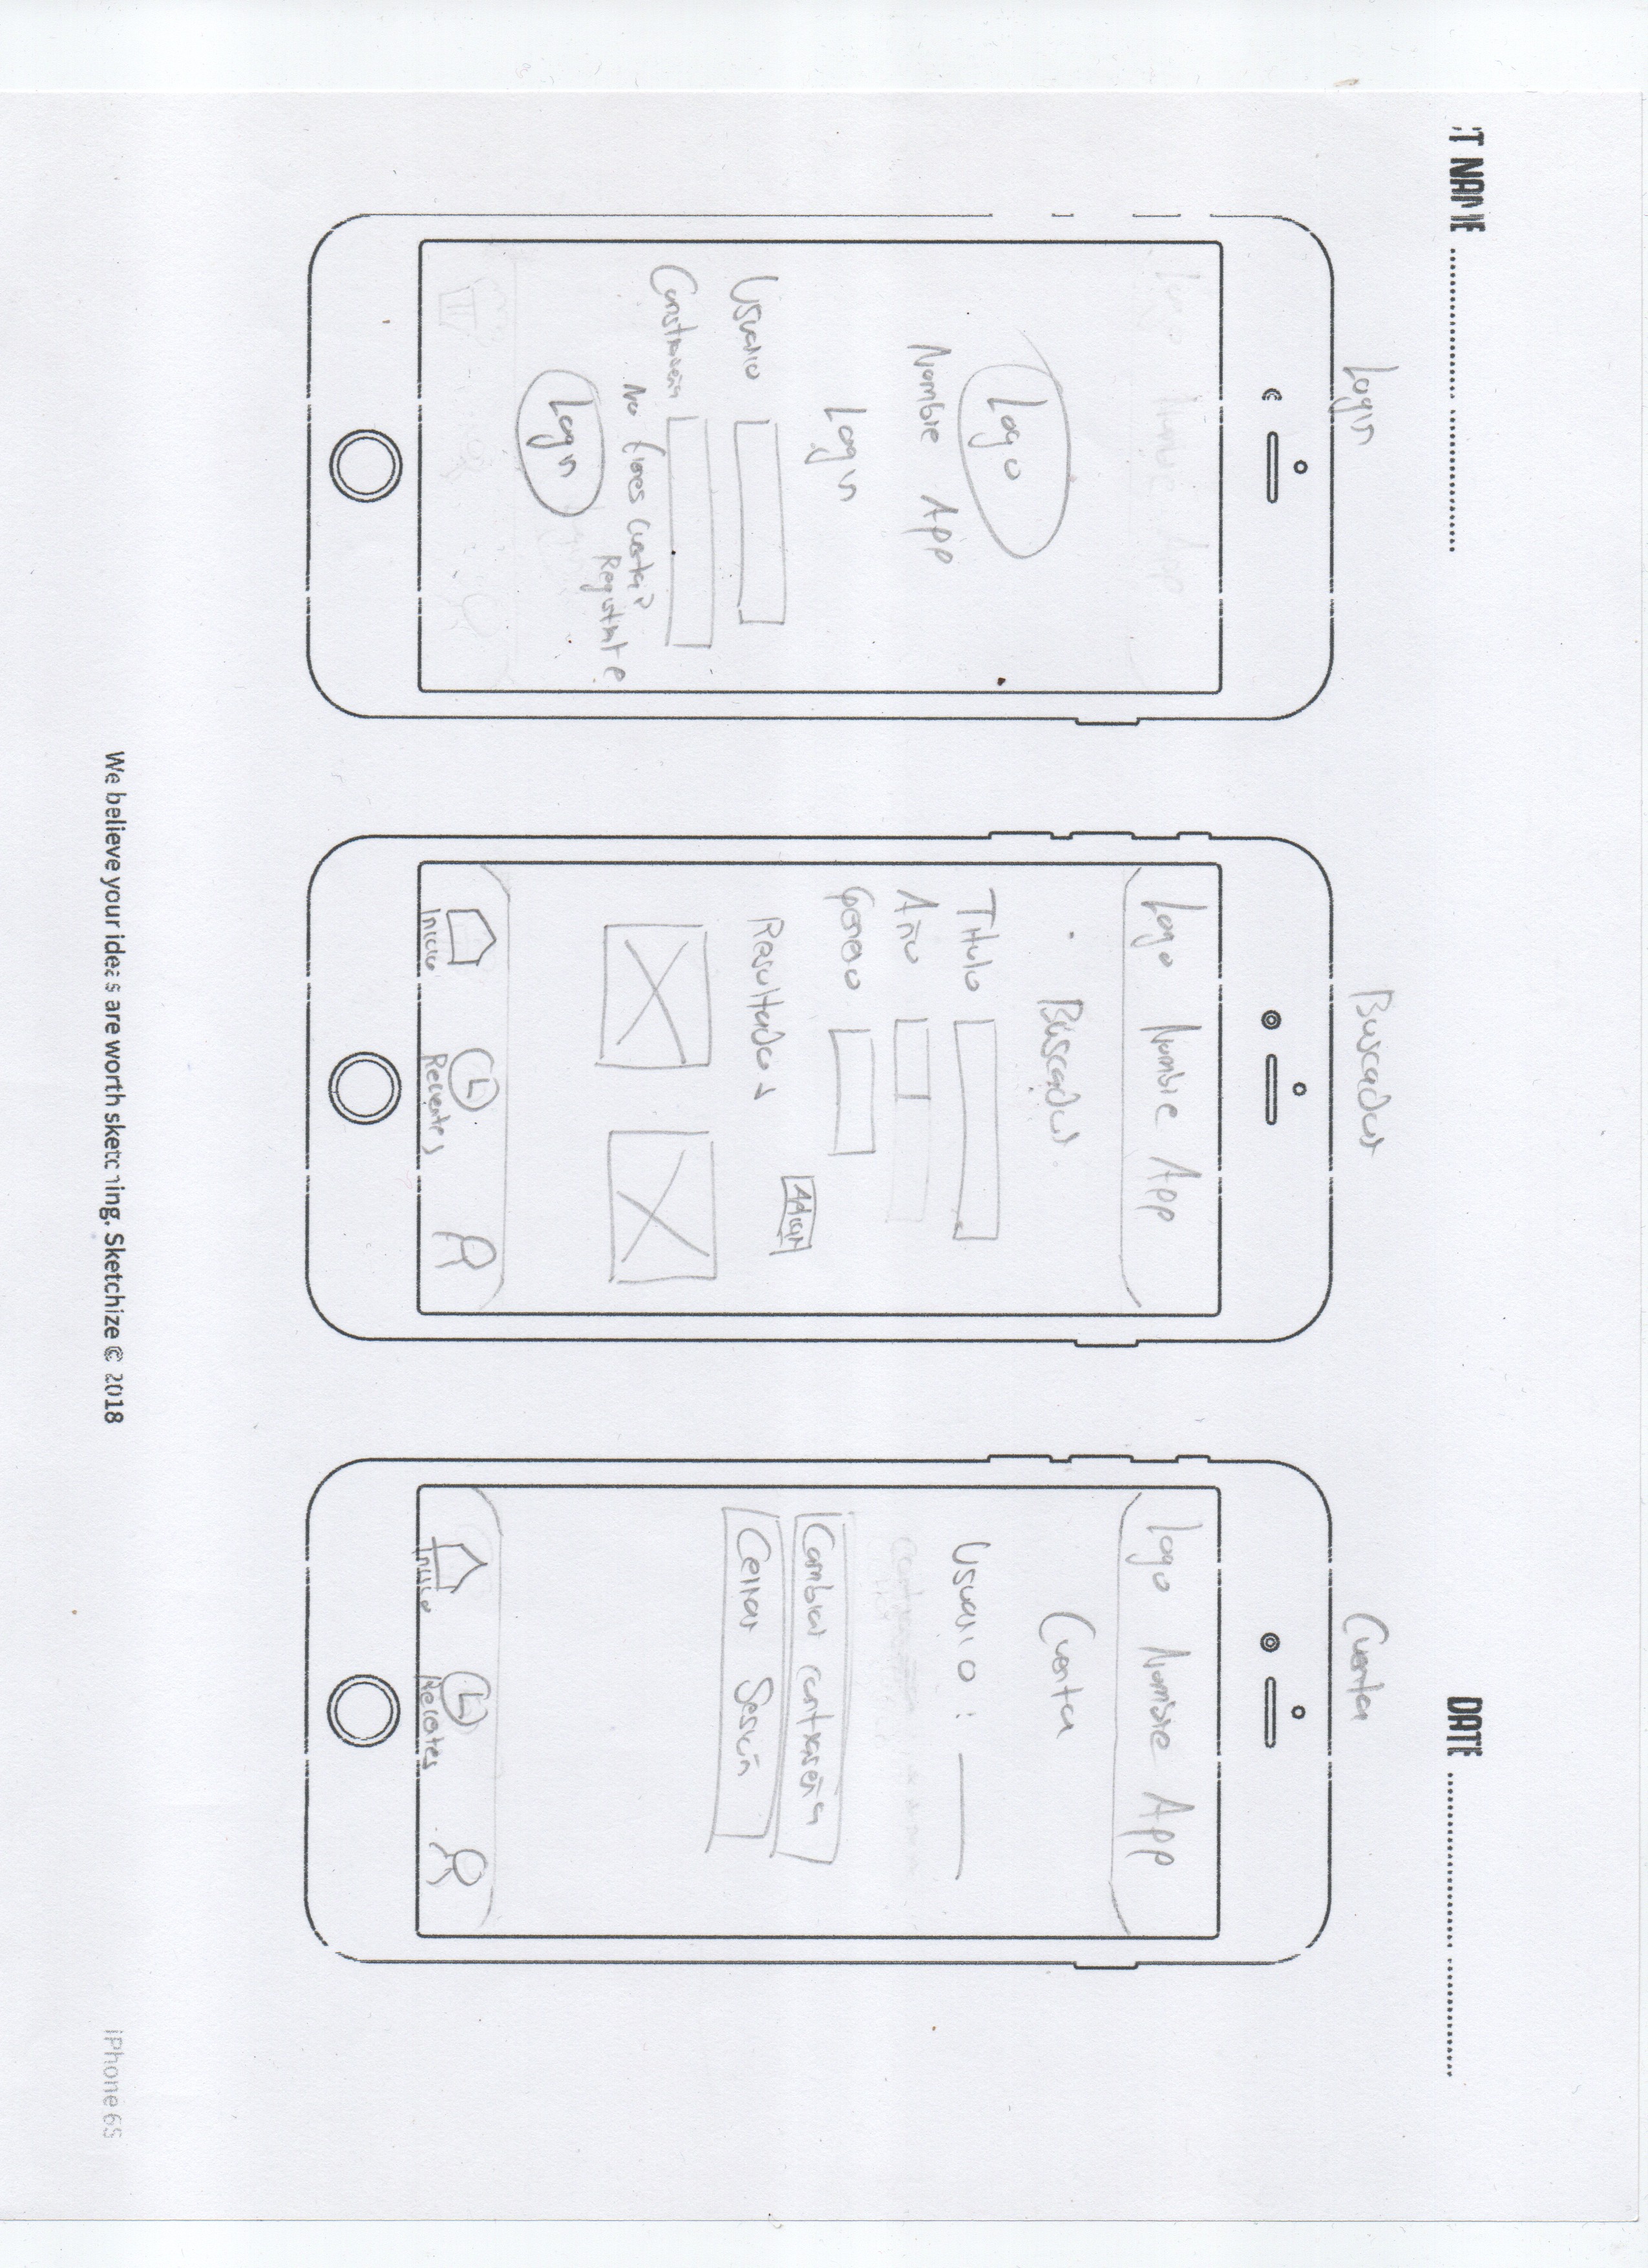 T NAME
DATE
Login
Buscador
Cuenta
Logo
Nombre App
Login
Usuario
Constraseña
No tienes cuenta?
Registrate
Login
Logo Nombre App
Buscador
Titulo
Año
Genero
Aplicar
Resultados
Inicio
Recientes
Logo Nombre App
Cuenta
Usuario :
Cambiar contraseña
Cerrar Sesión
Inicio
Recientes
We believe your ideas are worth sketching. Sketchize © 2018
iPhone 6S